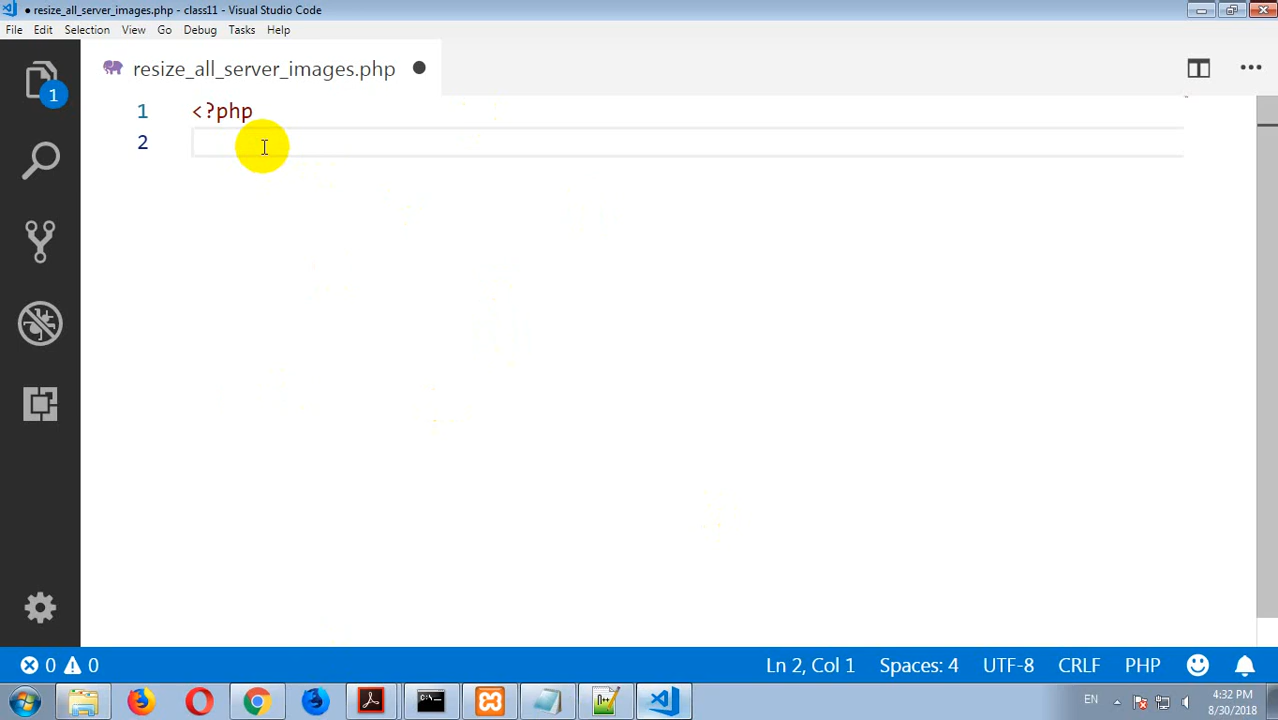 ● resize_all_server_images.php - class11 - Visual Studio Code
File Edit Selection View Go Debug Tasks Help
resize_all_server_images.php
1
1 <?php
2
0 0 Ln 2, Col 1 Spaces: 4 UTF-8 CRLF PHP
EN 4:32 PM
8/30/2018